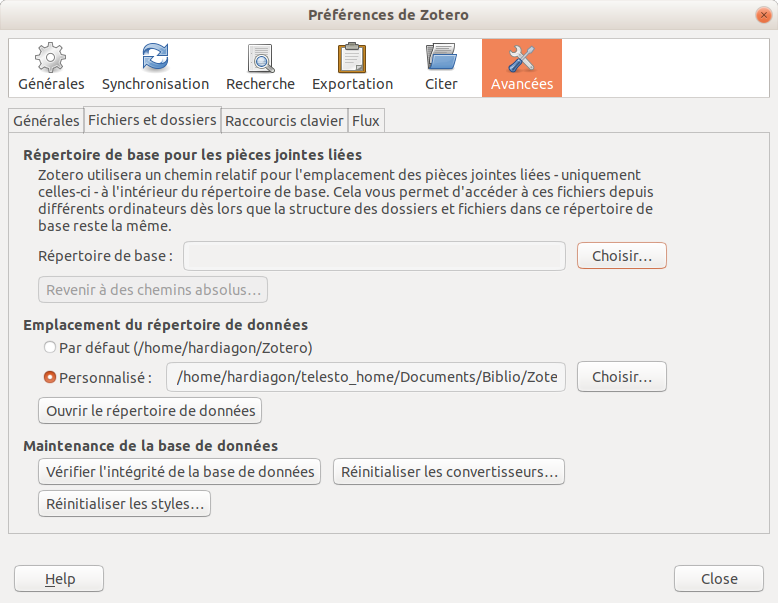 Préférences de Zotero
Générales Synchronisation Recherche Exportation Citer Avancées
Générales Fichiers et dossiers Raccourcis clavier Flux
Répertoire de base pour les pièces jointes liées
Zotero utilisera un chemin relatif pour l'emplacement des pièces jointes liées - uniquement
celles-ci - à l'intérieur du répertoire de base. Cela vous permet d'accéder à ces fichiers depuis
différents ordinateurs dès lors que la structure des dossiers et fichiers dans ce répertoire de
base reste la même.
Répertoire de base : Choisir...
Revenir à des chemins absolus...
Emplacement du répertoire de données
Par défaut (/home/hardiagon/Zotero)
Personnalisé : /home/hardiagon/telesto_home/Documents/Biblio/Zote Choisir...
Ouvrir le répertoire de données
Maintenance de la base de données
Vérifier l'intégrité de la base de données Réinitialiser les convertisseurs...
Réinitialiser les styles...
Help Close